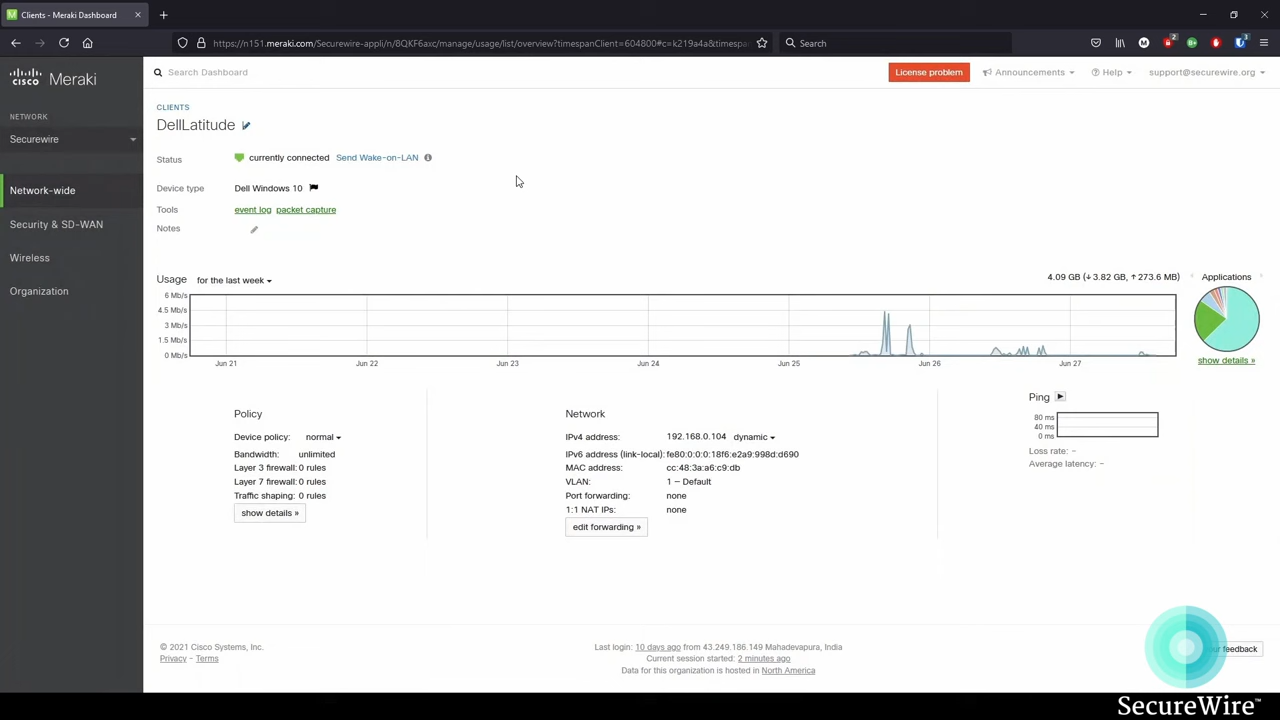 Clients - Meraki Dashboard
https://n151.meraki.com/Securewire-appli/n/8QKF6axc/manage/usage/list/overview?timespanClient=604800#c=k219a4a&timespan
Search
CISCO Meraki
Search Dashboard
License problem
Announcements
Help
support@securewire.org
NETWORK
Securewire
Network-wide
Security & SD-WAN
Wireless
Organization
CLIENTS
DellLatitude
Status currently connected Send Wake-on-LAN
Device type Dell Windows 10
Tools event log packet capture
Notes
Usage for the last week
4.09 GB (↓ 3.82 GB, ↑ 273.6 MB)
Applications
6 Mb/s
4.5 Mb/s
3 Mb/s
1.5 Mb/s
0 Mb/s
Jun 21 Jun 22 Jun 23 Jun 24 Jun 25 Jun 26 Jun 27
show details »
Policy
Device policy: normal
Bandwidth: unlimited
Layer 3 firewall: 0 rules
Layer 7 firewall: 0 rules
Traffic shaping: 0 rules
show details »
Network
IPv4 address: 192.168.0.104 dynamic
IPv6 address (link-local): fe80:0:0:0:18f6:e2a9:998d:d690
MAC address: cc:48:3a:a6:c9:db
VLAN: 1 – Default
Port forwarding: none
1:1 NAT IPs: none
edit forwarding »
Ping
80 ms
40 ms
0 ms
Loss rate: –
Average latency: –
© 2021 Cisco Systems, Inc.
Privacy - Terms
Last login: 10 days ago from 43.249.186.149 Mahadevapura, India
Current session started: 2 minutes ago
Data for this organization is hosted in North America
feedback
SecureWire™